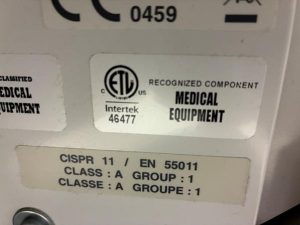 CE 0459
CLASSIFIED
MEDICAL
EQUIPMENT
ETL
C US
Intertek
46477
RECOGNIZED COMPONENT
MEDICAL
EQUIPMENT
CISPR 11 / EN 55011
CLASS : A GROUP : 1
CLASSE : A GROUPE : 1